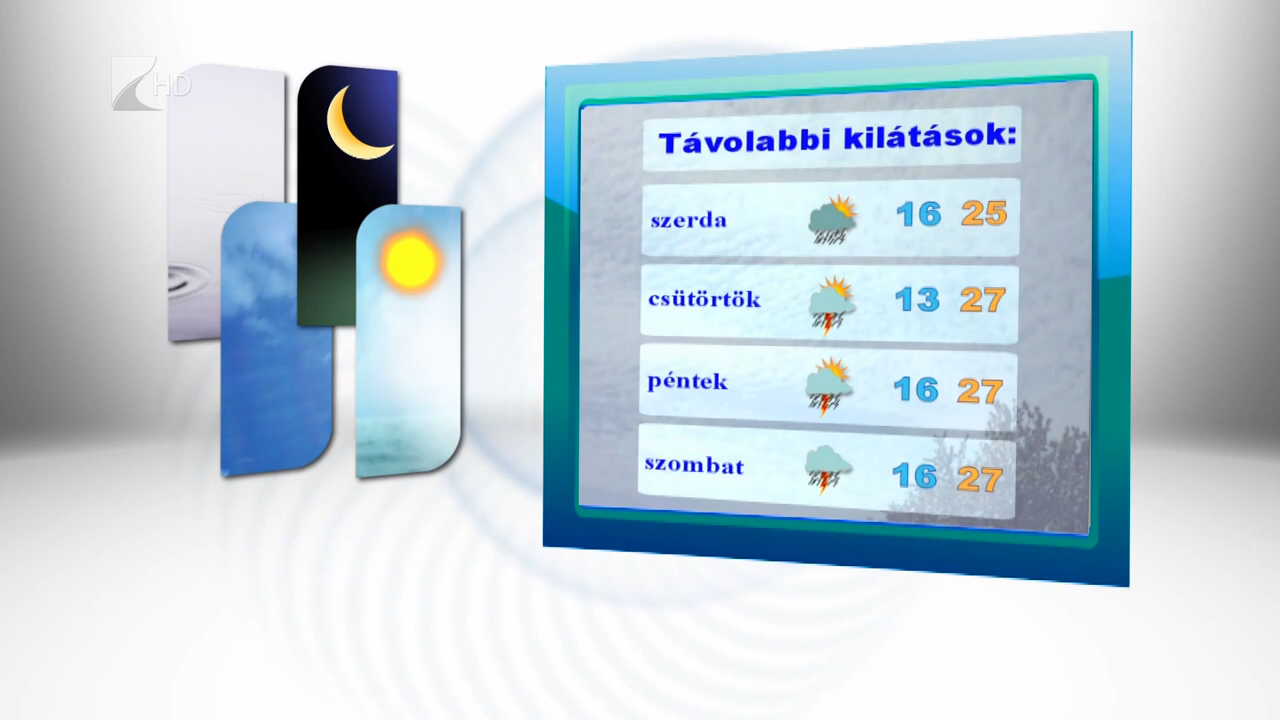 HD
Távolabbi kilátások:
szerda 16 25
csütörtök 13 27
péntek 16 27
szombat 16 27